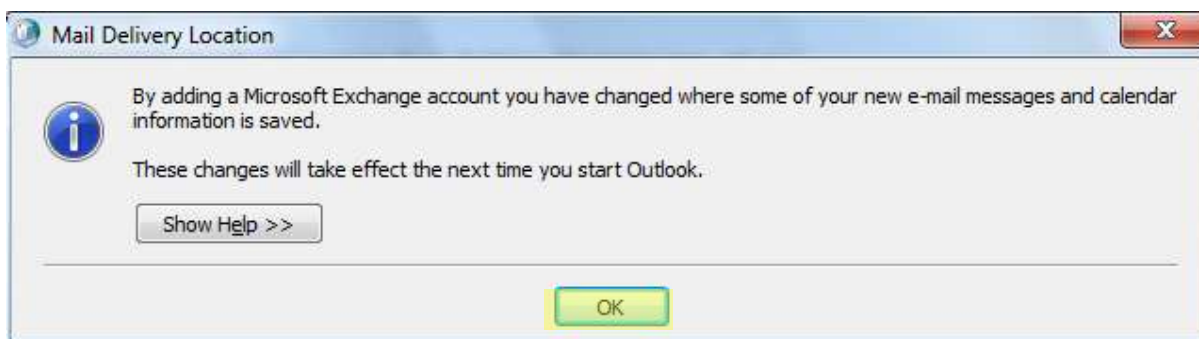 Mail Delivery Location
By adding a Microsoft Exchange account you have changed where some of your new e-mail messages and calendar
information is saved.
These changes will take effect the next time you start Outlook.
Show Help >>
OK